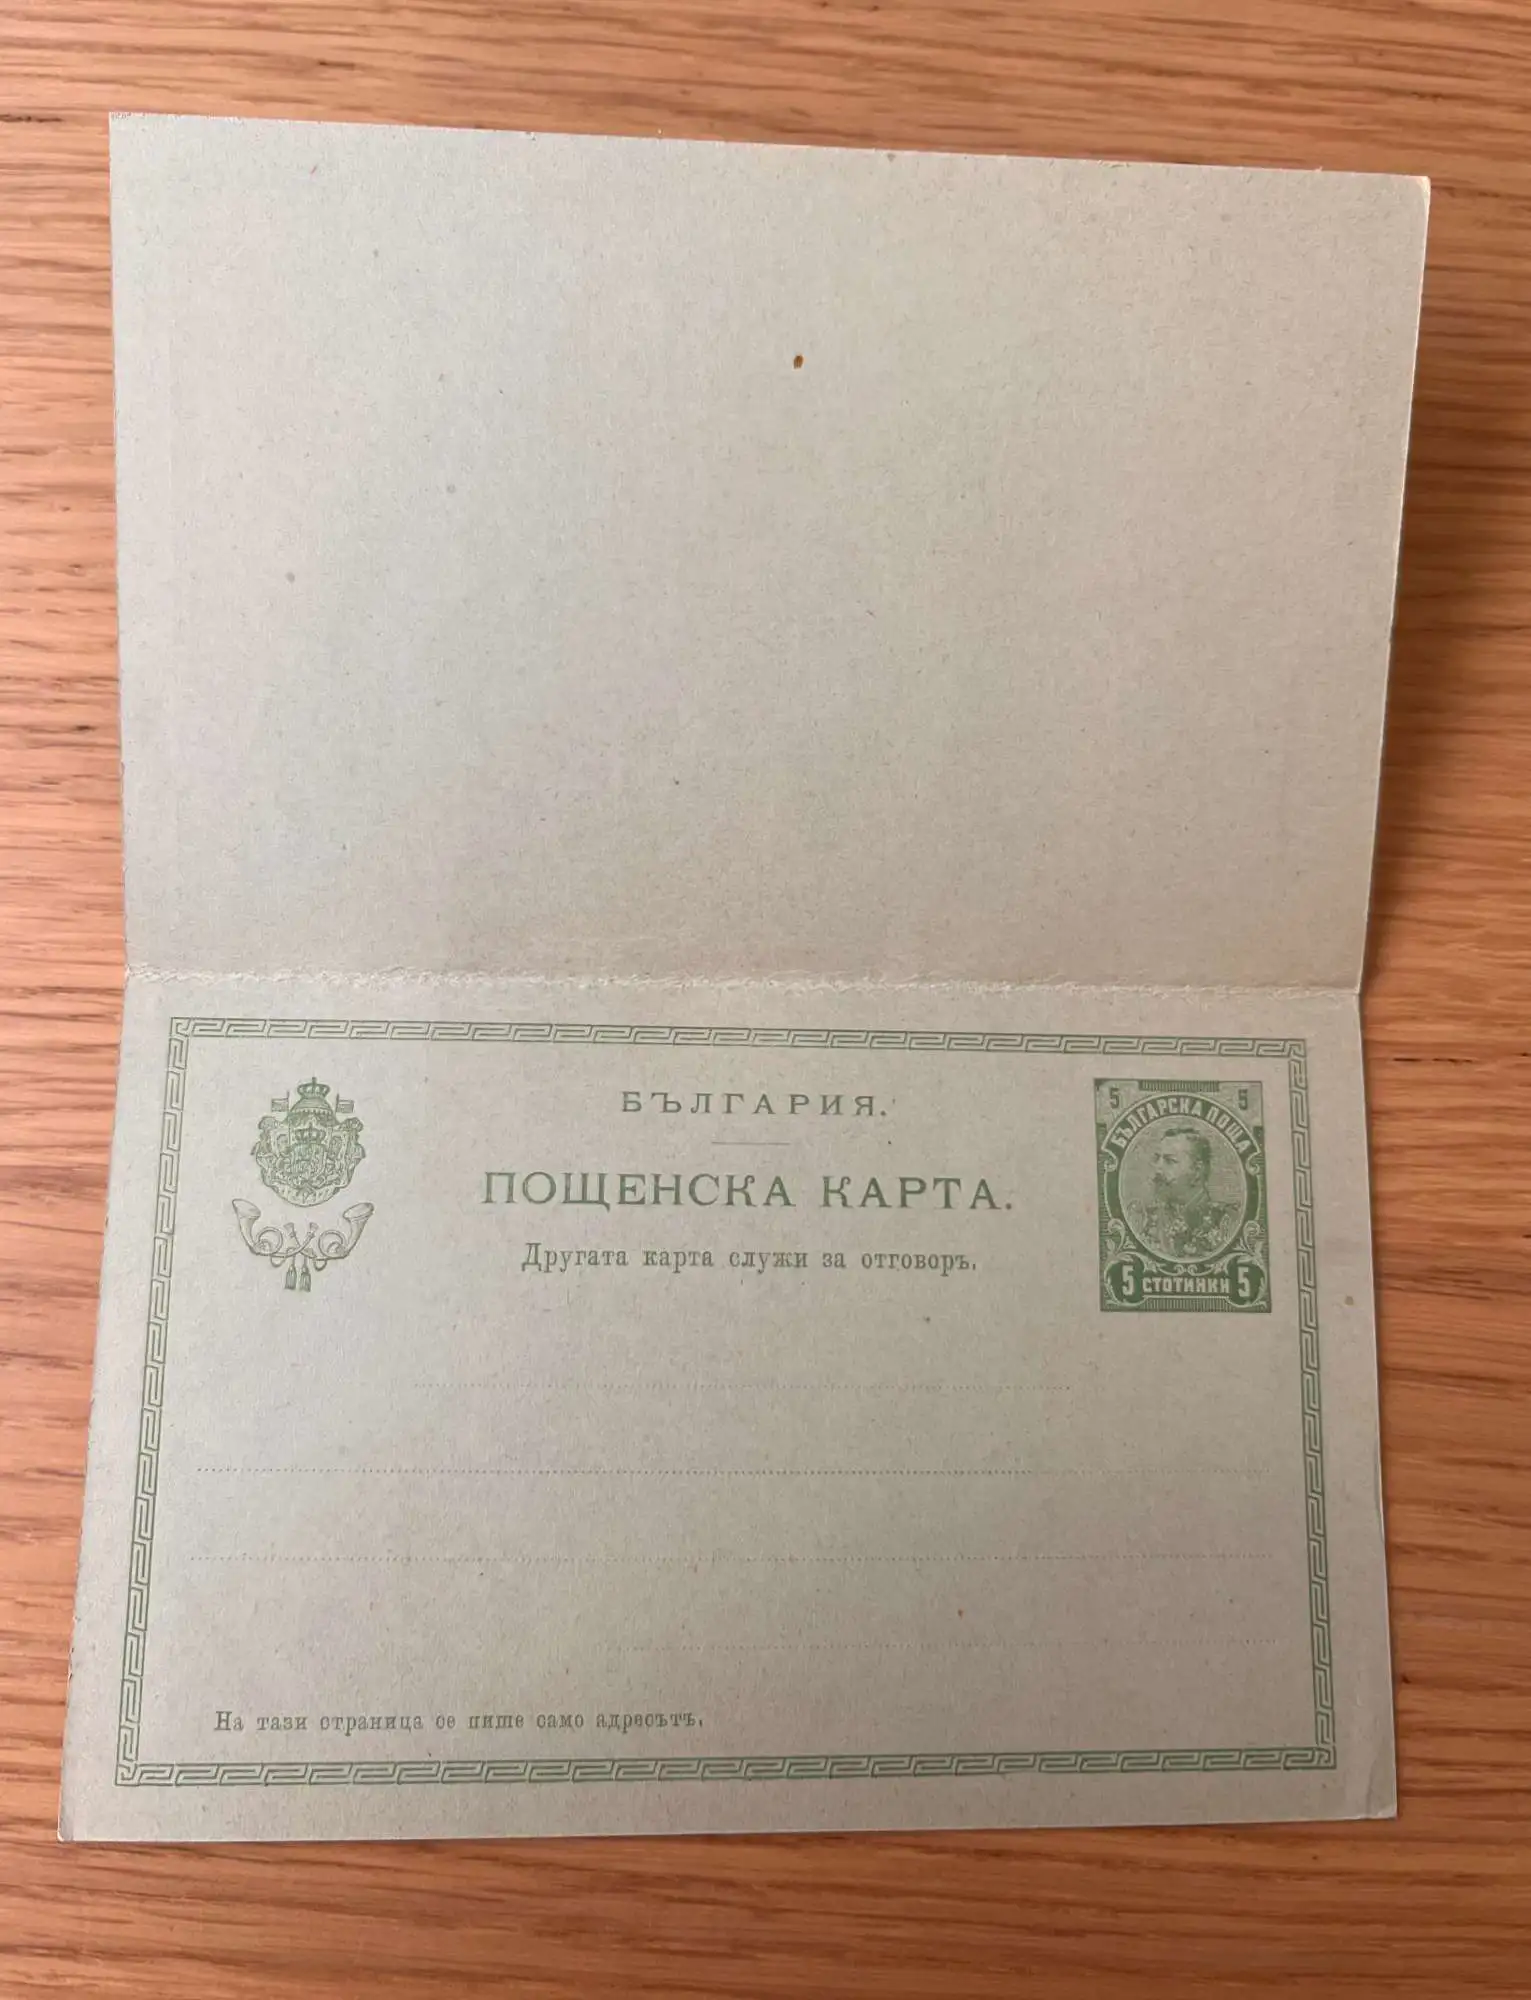 БЪЛГАРИЯ.
ПОЩЕНСКА КАРТА.
Другата карта служи за отговоръ.
5 5
БЪЛГАРСКА ПОЩА
5 СТОТИНКИ 5
На тази страница се пише само адресътъ.